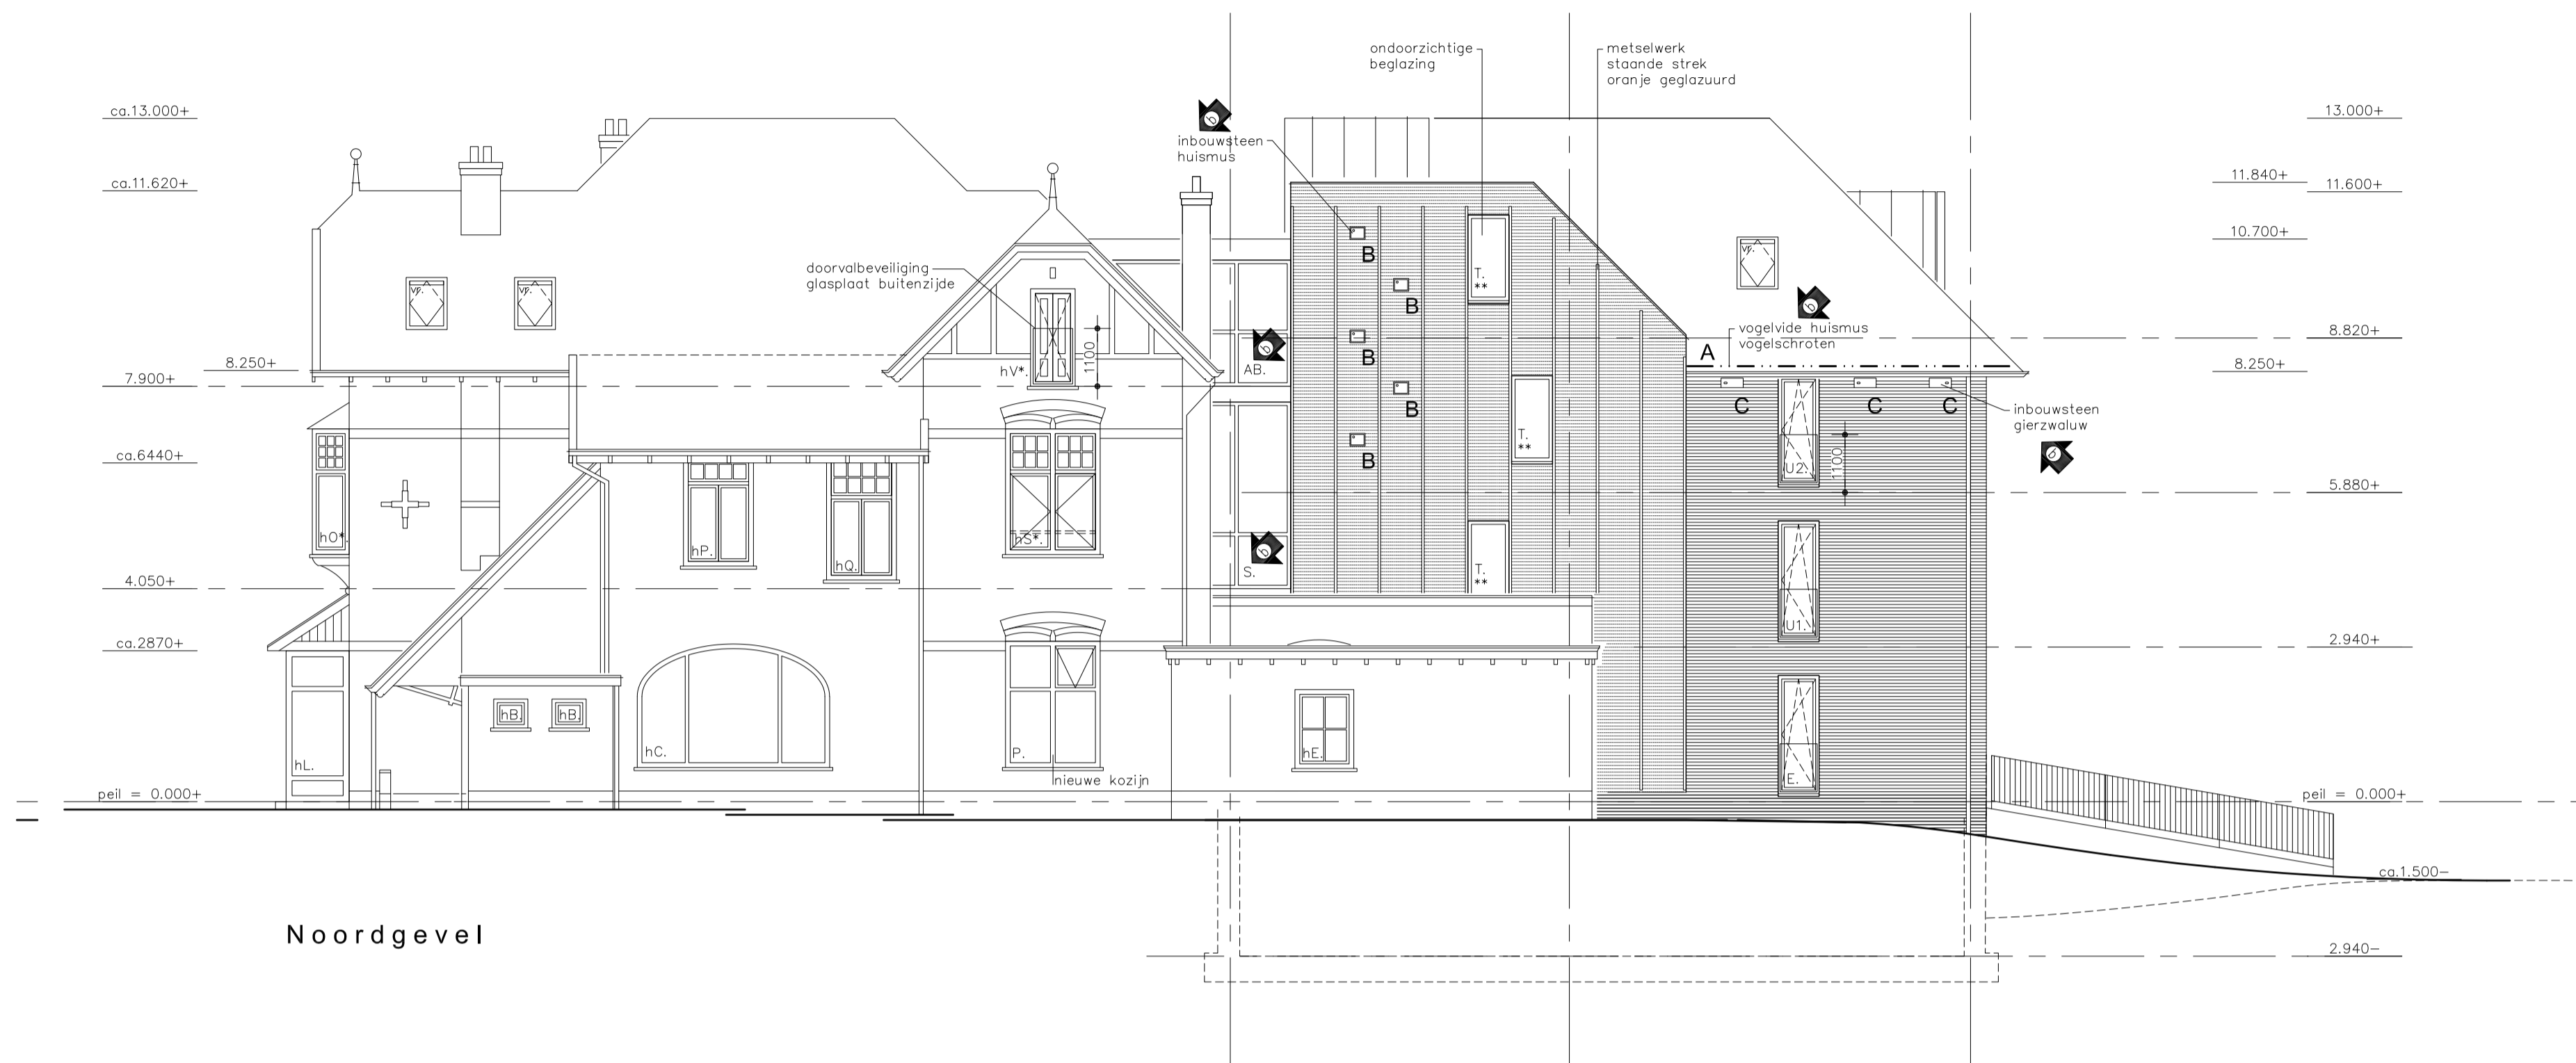 ondoorzichtige
beglazing
metselwerk
staande strek
oranje geglazuurd
ca.13.000+
13.000+
b
inbouwsteen
huismus
ca.11.620+
11.840+
11.600+
10.700+
B
T.
**
vp.
vp.
vp.
doorvalbeveiliging
glasplaat buitenzijde
B
b
vogelvide huismus
vogelschroten
8.820+
1100
b
B
A
8.250+
hV*.
AB.
8.250+
7.900+
B
C
C
C
inbouwsteen
gierzwaluw
b
T.
**
ca.6440+
B
U2.
1100
5.880+
hO*.
hP.
hQ.
hS*.
b
S.
T.
**
4.050+
U1.
ca.2870+
2.940+
hB.
hB.
hC.
P.
hE.
hL.
nieuwe kozijn
E.
peil = 0.000+
peil = 0.000+
ca.1.500-
Noordgevel
2.940-